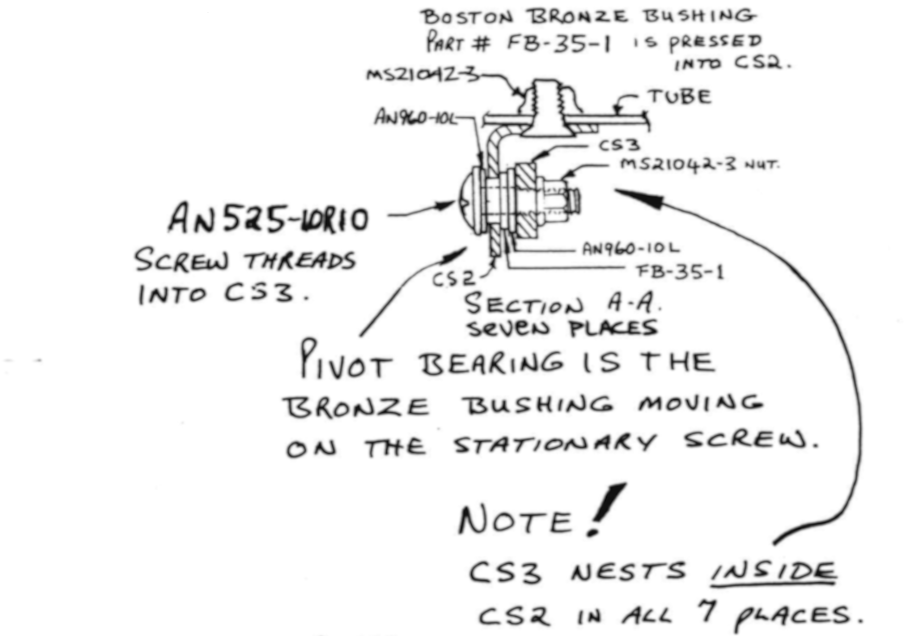 BOSTON BRONZE BUSHING
PART # FB-35-1 IS PRESSED
INTO CS2.
MS21042-3
TUBE
AN960-10L
CS3
MS21042-3 NUT.
AN525-10R10
SCREW THREADS
INTO CS3.
AN960-10L
FB-35-1
CS2
SECTION A-A.
SEVEN PLACES
PIVOT BEARING IS THE
BRONZE BUSHING MOVING
ON THE STATIONARY SCREW.
NOTE!
CS3 NESTS INSIDE
CS2 IN ALL 7 PLACES.